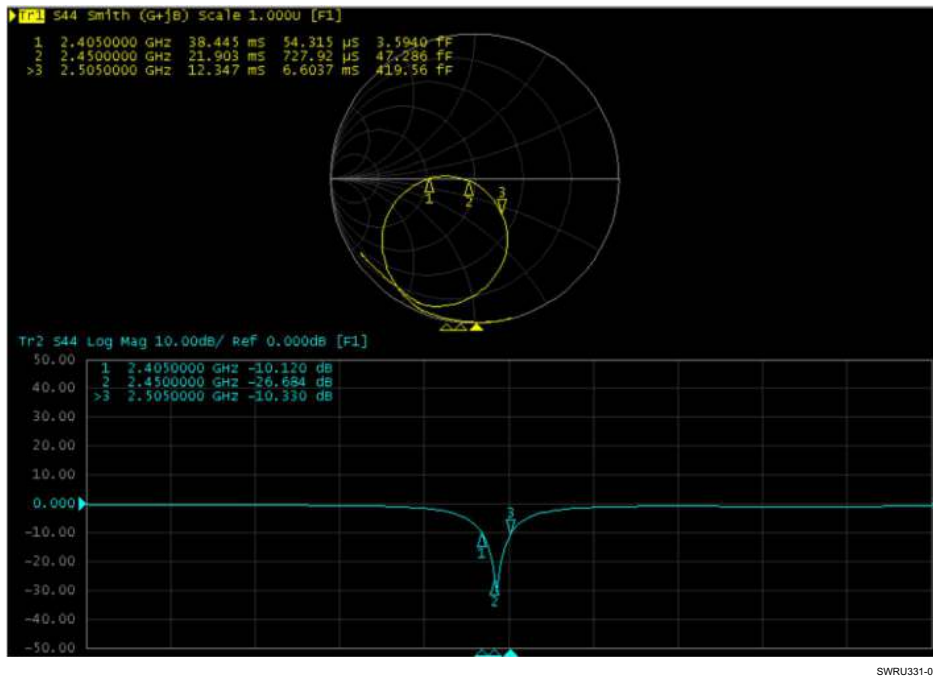 Tr1 S44 Smith (G+jB) Scale 1.000U [F1]
1 2.4050000 GHz 38.445 mS 54.315 µS 3.5940 fF
2 2.4500000 GHz 21.903 mS 727.92 µS 47.286 fF
>3 2.5050000 GHz 12.347 mS 6.6037 mS 419.56 fF
1
2
3
Tr2 S44 Log Mag 10.00dB/ Ref 0.000dB [F1]
50.00
1 2.4050000 GHz -10.120 dB
2 2.4500000 GHz -26.684 dB
>3 2.5050000 GHz -10.330 dB
40.00
30.00
20.00
10.00
0.000
-10.00
-20.00
-30.00
-40.00
-50.00
3
1
2
SWRU331-0